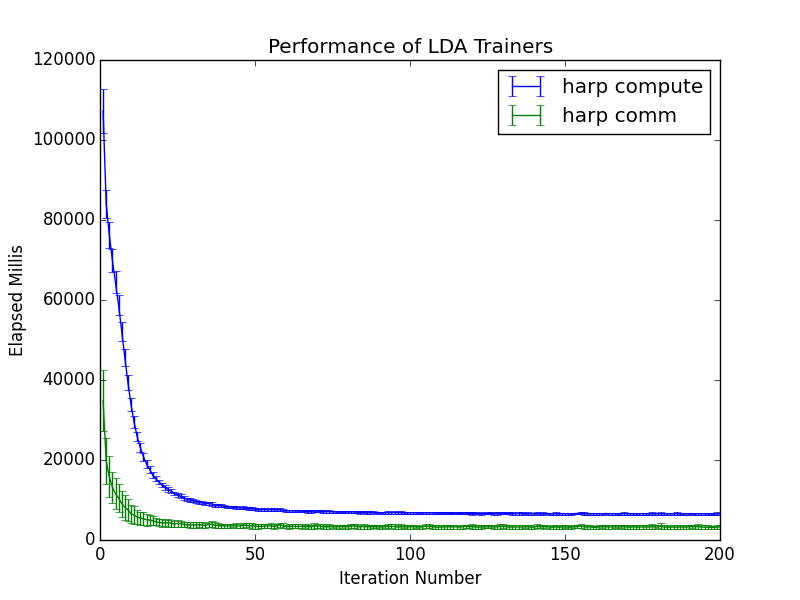 Performance of LDA Trainers
120000
100000
80000
60000
40000
20000
0
Elapsed Millis
harp compute
harp comm
0 50 100 150 200
Iteration Number